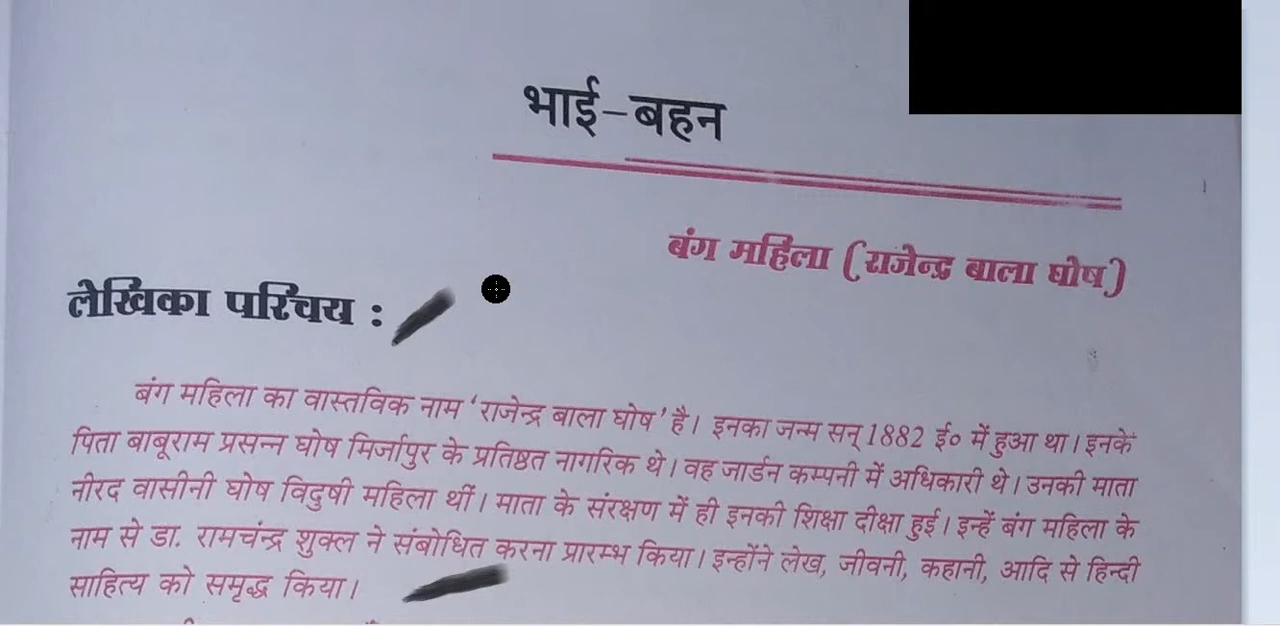 भाई-बहन
बंग महिला (राजेन्द्र बाला घोष)
लेखिका परिचय :
बंग महिला का वास्तविक नाम ‘राजेन्द्र बाला घोष’ है। इनका जन्म सन् 1882 ई० में हुआ था। इनके
पिता बाबूराम प्रसन्न घोष मिर्जापुर के प्रतिष्ठत नागरिक थे। वह जार्डन कम्पनी में अधिकारी थे। उनकी माता
नीरद वासीनी घोष विदुषी महिला थीं। माता के संरक्षण में ही इनकी शिक्षा दीक्षा हुई। इन्हें बंग महिला के
नाम से डा. रामचंद्र शुक्ल ने संबोधित करना प्रारम्भ किया। इन्होंने लेख, जीवनी, कहानी, आदि से हिन्दी
साहित्य को समृद्ध किया।